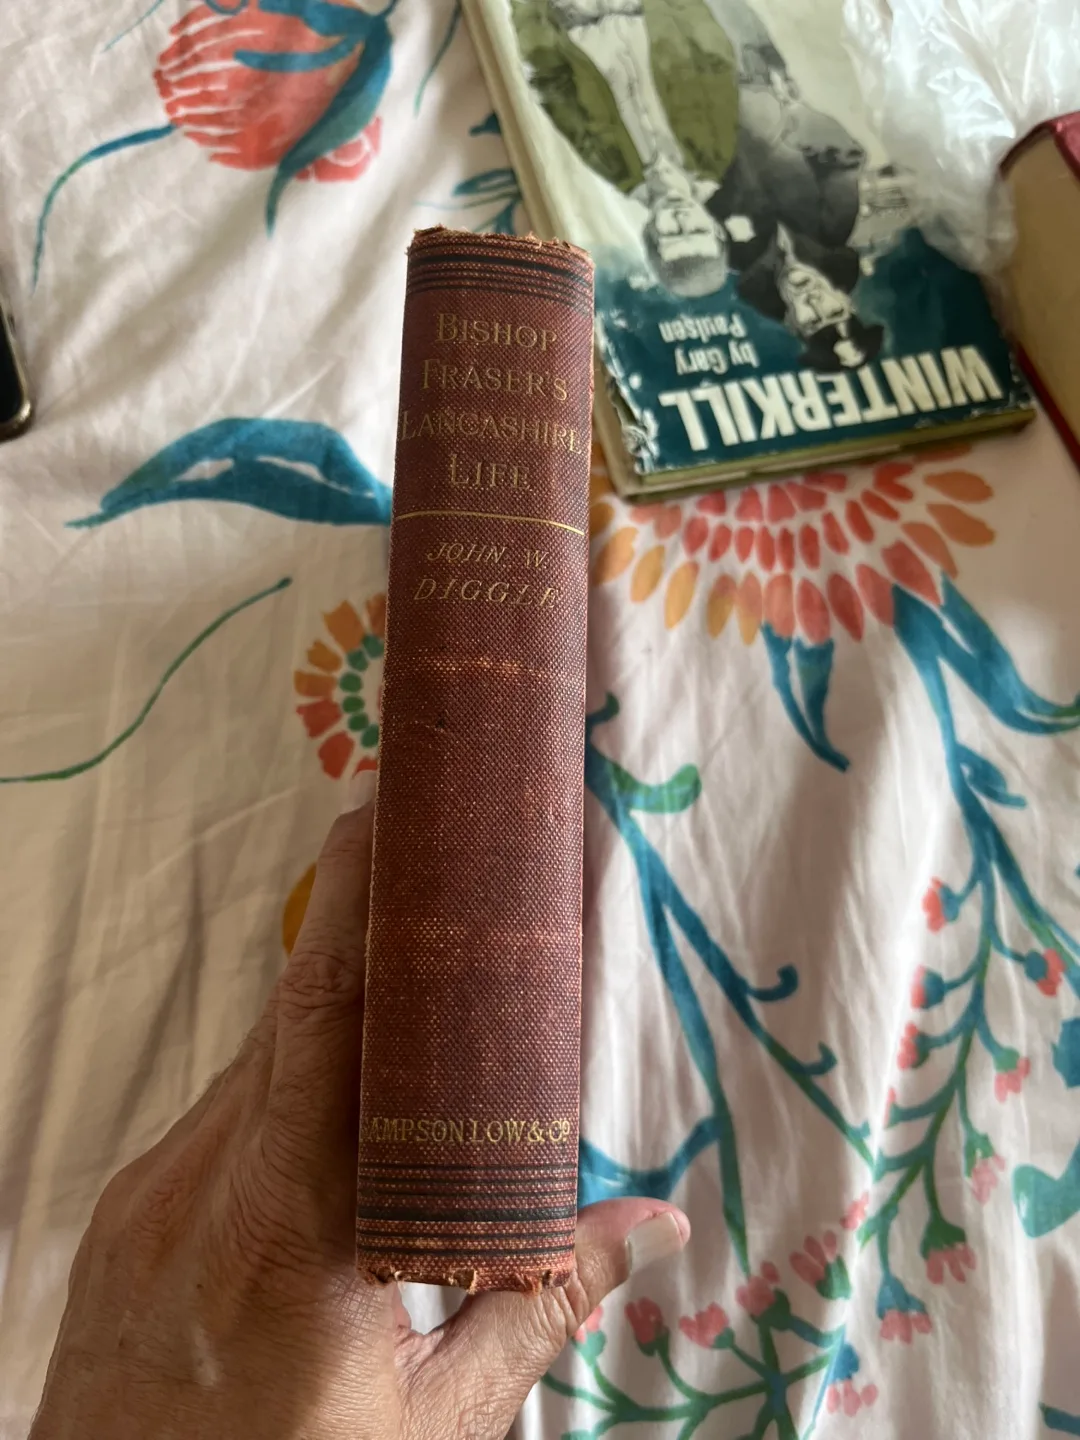 BISHOP
FRASER'S
LANCASHIRE
LIFE
JOHN W.
DIGGLE
SAMPSON LOW & Co
WINTERKILL
by Gary
Paulsen